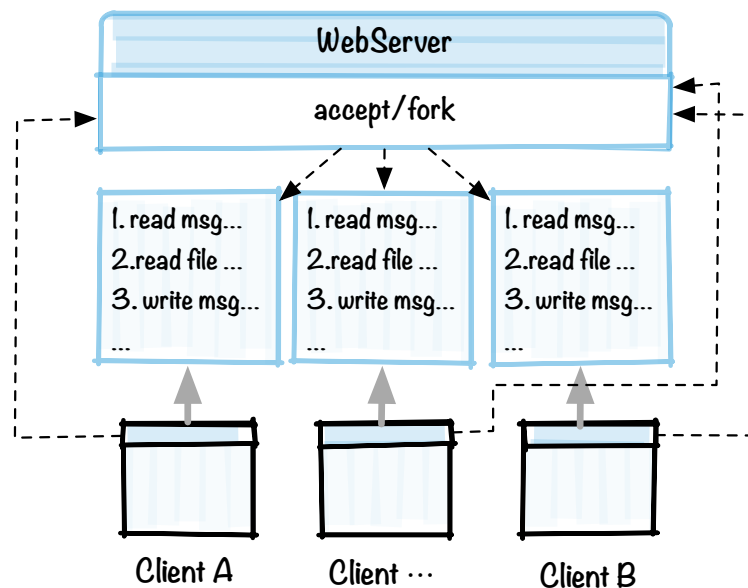 WebServer
accept/fork
1. read msg...
2.read file ...
3. write msg...
...
1. read msg...
2.read file ...
3. write msg...
...
1. read msg...
2.read file ...
3. write msg...
...
Client A
Client ...
Client B